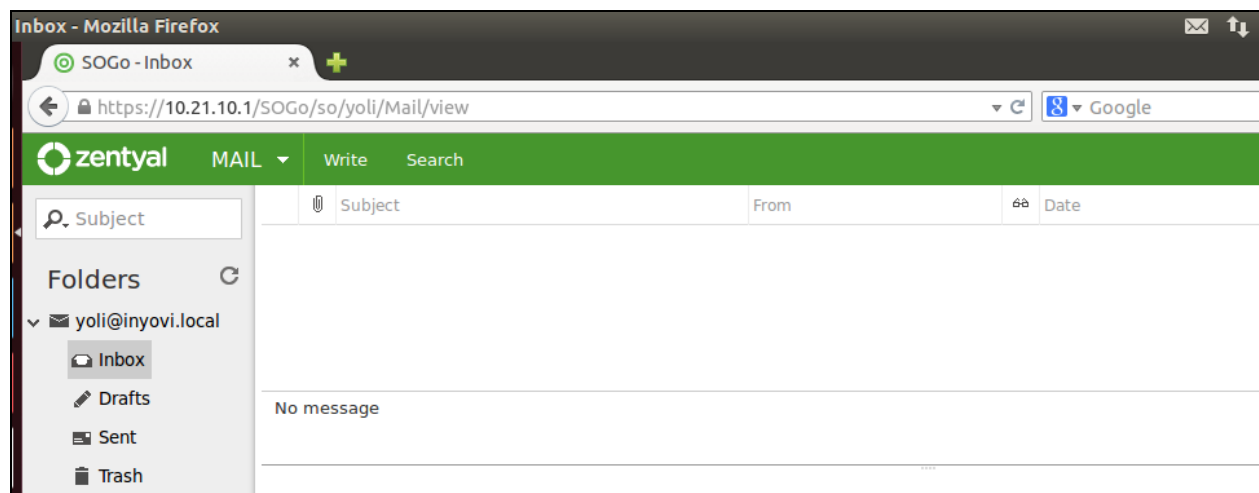 Inbox - Mozilla Firefox
SOGo - Inbox
https://10.21.10.1/SOGo/so/yoli/Mail/view
Google
zentyal MAIL Write Search
Subject
Subject From Date
Folders
yoli@inyovi.local
Inbox
Drafts
No message
Sent
Trash